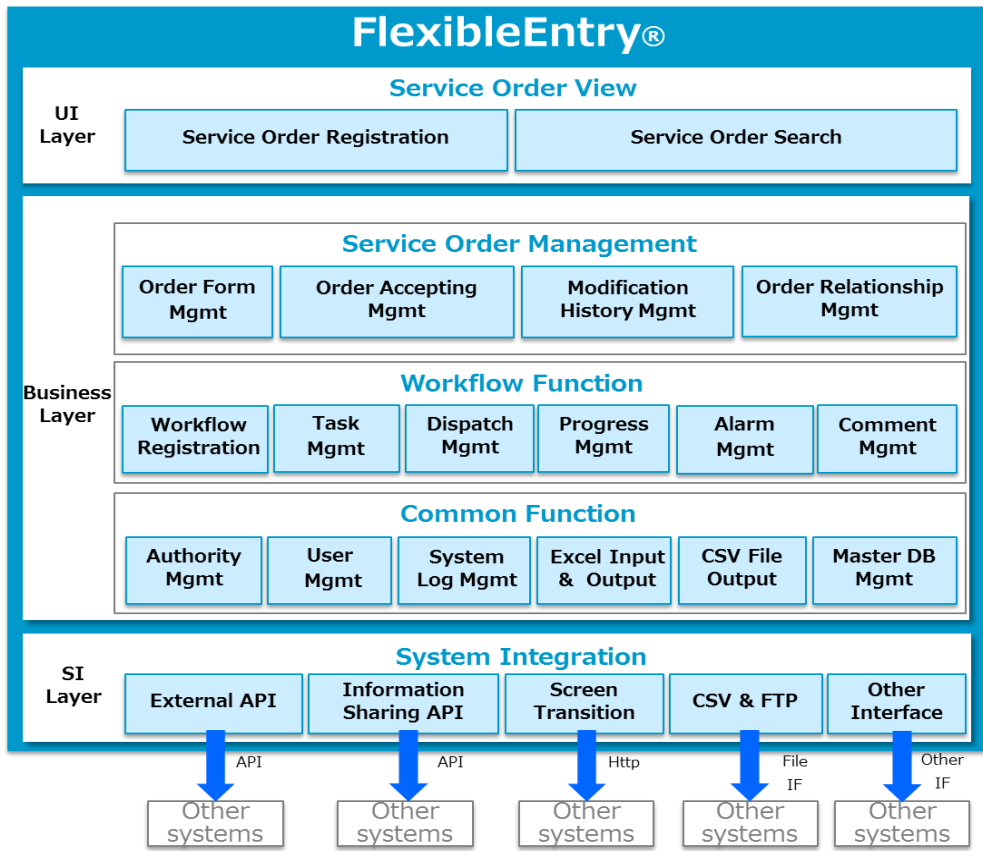 FlexibleEntry®
UI
Layer
Service Order View
Service Order Registration
Service Order Search
Business
Layer
Service Order Management
Order Form
Mgmt
Order Accepting
Mgmt
Modification
History Mgmt
Order Relationship
Mgmt
Workflow Function
Workflow
Registration
Task
Mgmt
Dispatch
Mgmt
Progress
Mgmt
Alarm
Mgmt
Comment
Mgmt
Common Function
Authority
Mgmt
User
Mgmt
System
Log Mgmt
Excel Input
& Output
CSV File
Output
Master DB
Mgmt
SI
Layer
System Integration
External API
Information
Sharing API
Screen
Transition
CSV & FTP
Other
Interface
API
API
Http
File
IF
Other
IF
Other
systems
Other
systems
Other
systems
Other
systems
Other
systems